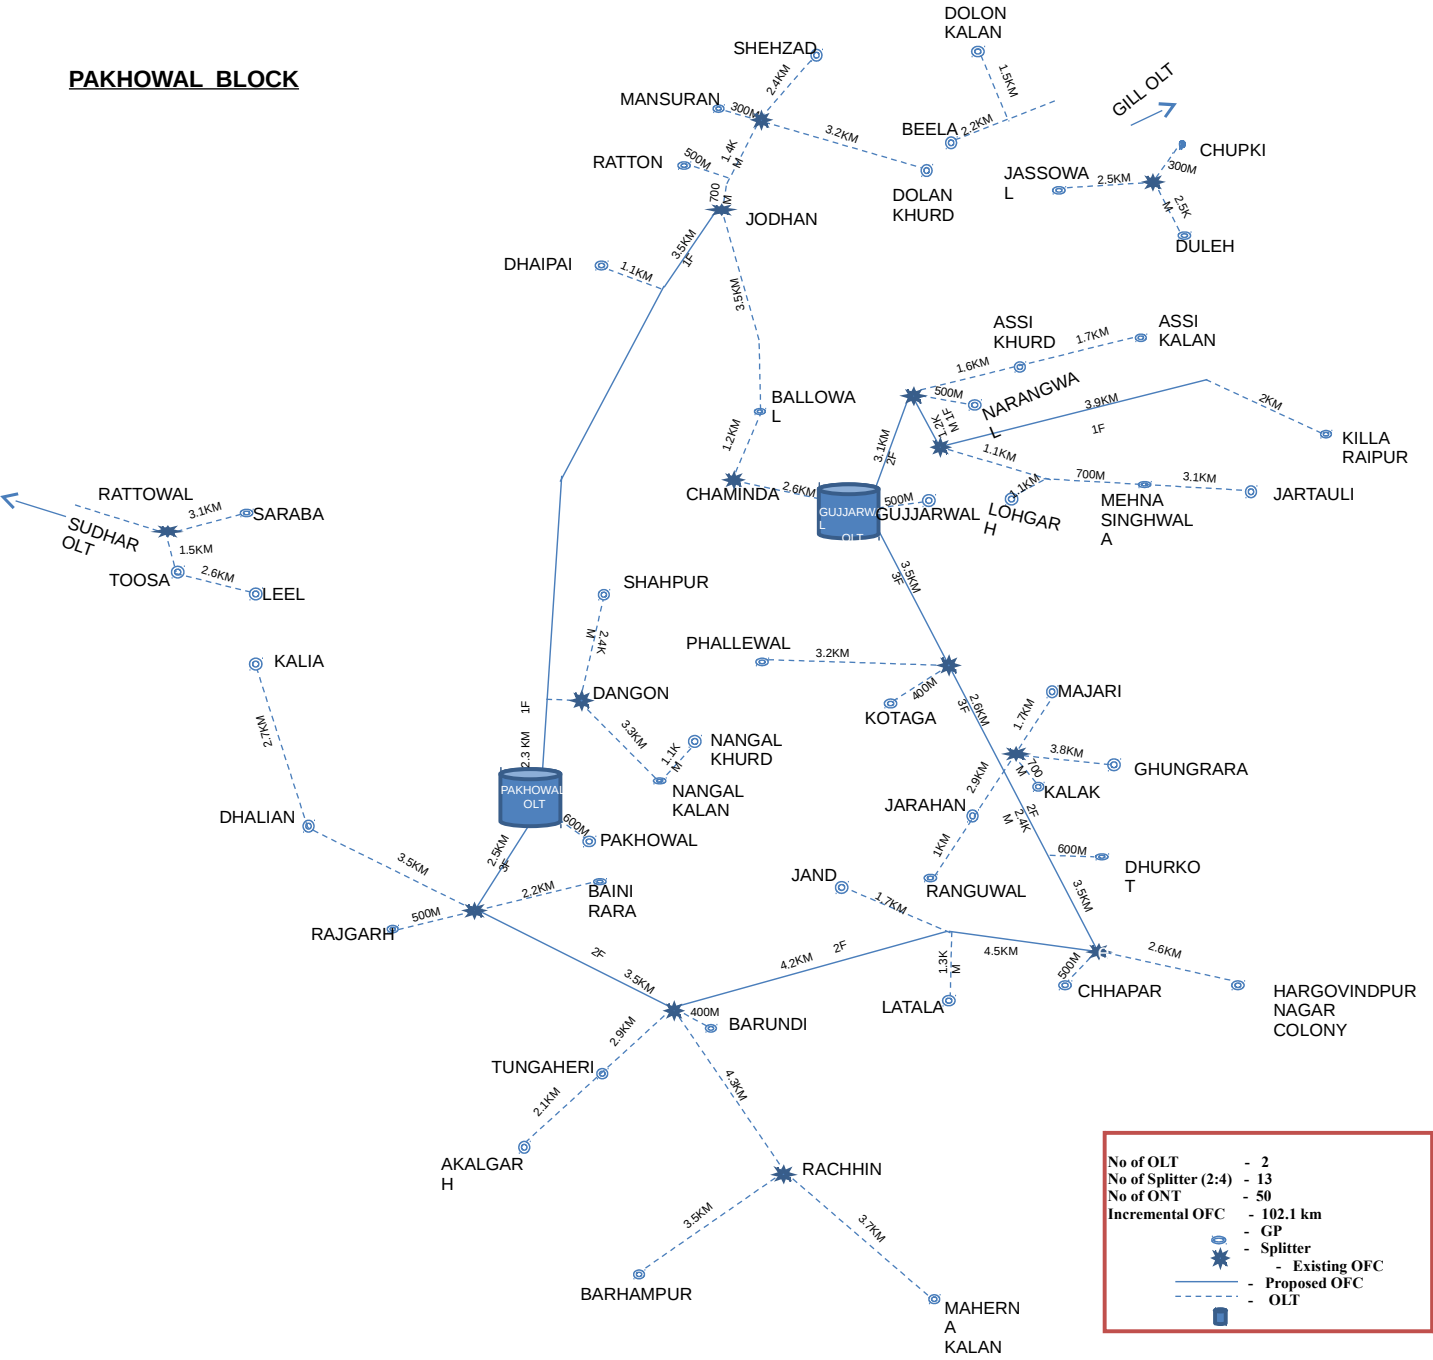 PAKHOWAL BLOCK
DOLON
KALAN
SHEHZAD
2.4KM
1.5KM
GILL OLT
MANSURAN
300M
3.2KM
BEELA
2.2KM
CHUPKI
300M
RATTON
500M
1.4K
M
700
M
DOLAN
KHURD
JASSOWA
L
2.5KM
2.5K
M
DULEH
JODHAN
3.5KM
1F
DHAIPAI
1.1KM
3.5KM
ASSI
KHURD
1.7KM
ASSI
KALAN
1.6KM
500M
NARANGWA
L
3.9KM
1F
2KM
KILLA
RAIPUR
BALLOWA
L
1.2KM
1.2K
M1F
3.1KM
2F
1.1KM
700M
3.1KM
CHAMINDA
2.6KM
GUJJARWA
L
OLT
500M
GUJJARWAL
1.1KM
LOHGAR
H
MEHNA
SINGHWAL
A
JARTAULI
RATTOWAL
3.1KM
SARABA
SUDHAR
OLT
1.5KM
TOOSA
2.6KM
LEEL
3.5KM
3F
SHAHPUR
2.4K
M
PHALLEWAL
3.2KM
KALIA
DANGON
400M
KOTAGA
2.6KM
3F
MAJARI
1.7KM
2.7KM
1F
2.3 KM
3.3KM
1.1K
M
NANGAL
KHURD
NANGAL
KALAN
3.8KM
GHUNGRARA
700
M
KALAK
2.9KM
JARAHAN
PAKHOWAL
OLT
600M
PAKHOWAL
2F
2.4K
M
DHALIAN
3.5KM
2.5KM
3F
1KM
RANGUWAL
600M
DHURKO
T
JAND
1.7KM
3.5KM
2.2KM
BAINI
RARA
500M
RAJGARH
2F
3.5KM
4.2KM
2F
4.5KM
1.3K
M
LATALA
500M
CHHAPAR
2.6KM
HARGOVINDPUR
NAGAR
COLONY
400M
BARUNDI
2.9KM
TUNGAHERI
4.3KM
2.1KM
AKALGAR
H
RACHHIN
3.5KM
3.7KM
BARHAMPUR
MAHERN
A
KALAN
No of OLT - 2
No of Splitter (2:4) - 13
No of ONT - 50
Incremental OFC - 102.1 km
- GP
- Splitter
- Existing OFC
- Proposed OFC
- OLT